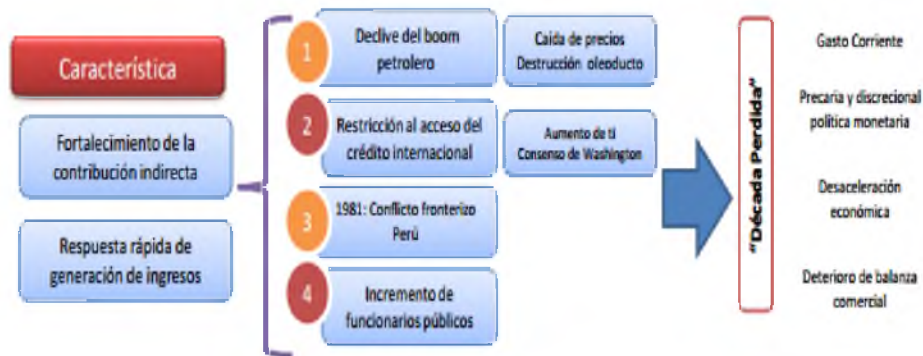 Característica
Fortalecimiento de la
contribución indirecta
Respuesta rápida de
generación de ingresos
1
Declive del boom
petrolero
Caída de precios
Destrucción oleoducto
2
Restricción al acceso del
crédito internacional
Aumento de ti
Consenso de Washington
3
1981: Conflicto fronterizo
Perú
4
Incremento de
funcionarios públicos
"Década Perdida"
Gasto Corriente
Precaria y discrecional
política monetaria
Desaceleración
económica
Deterioro de balanza
comercial